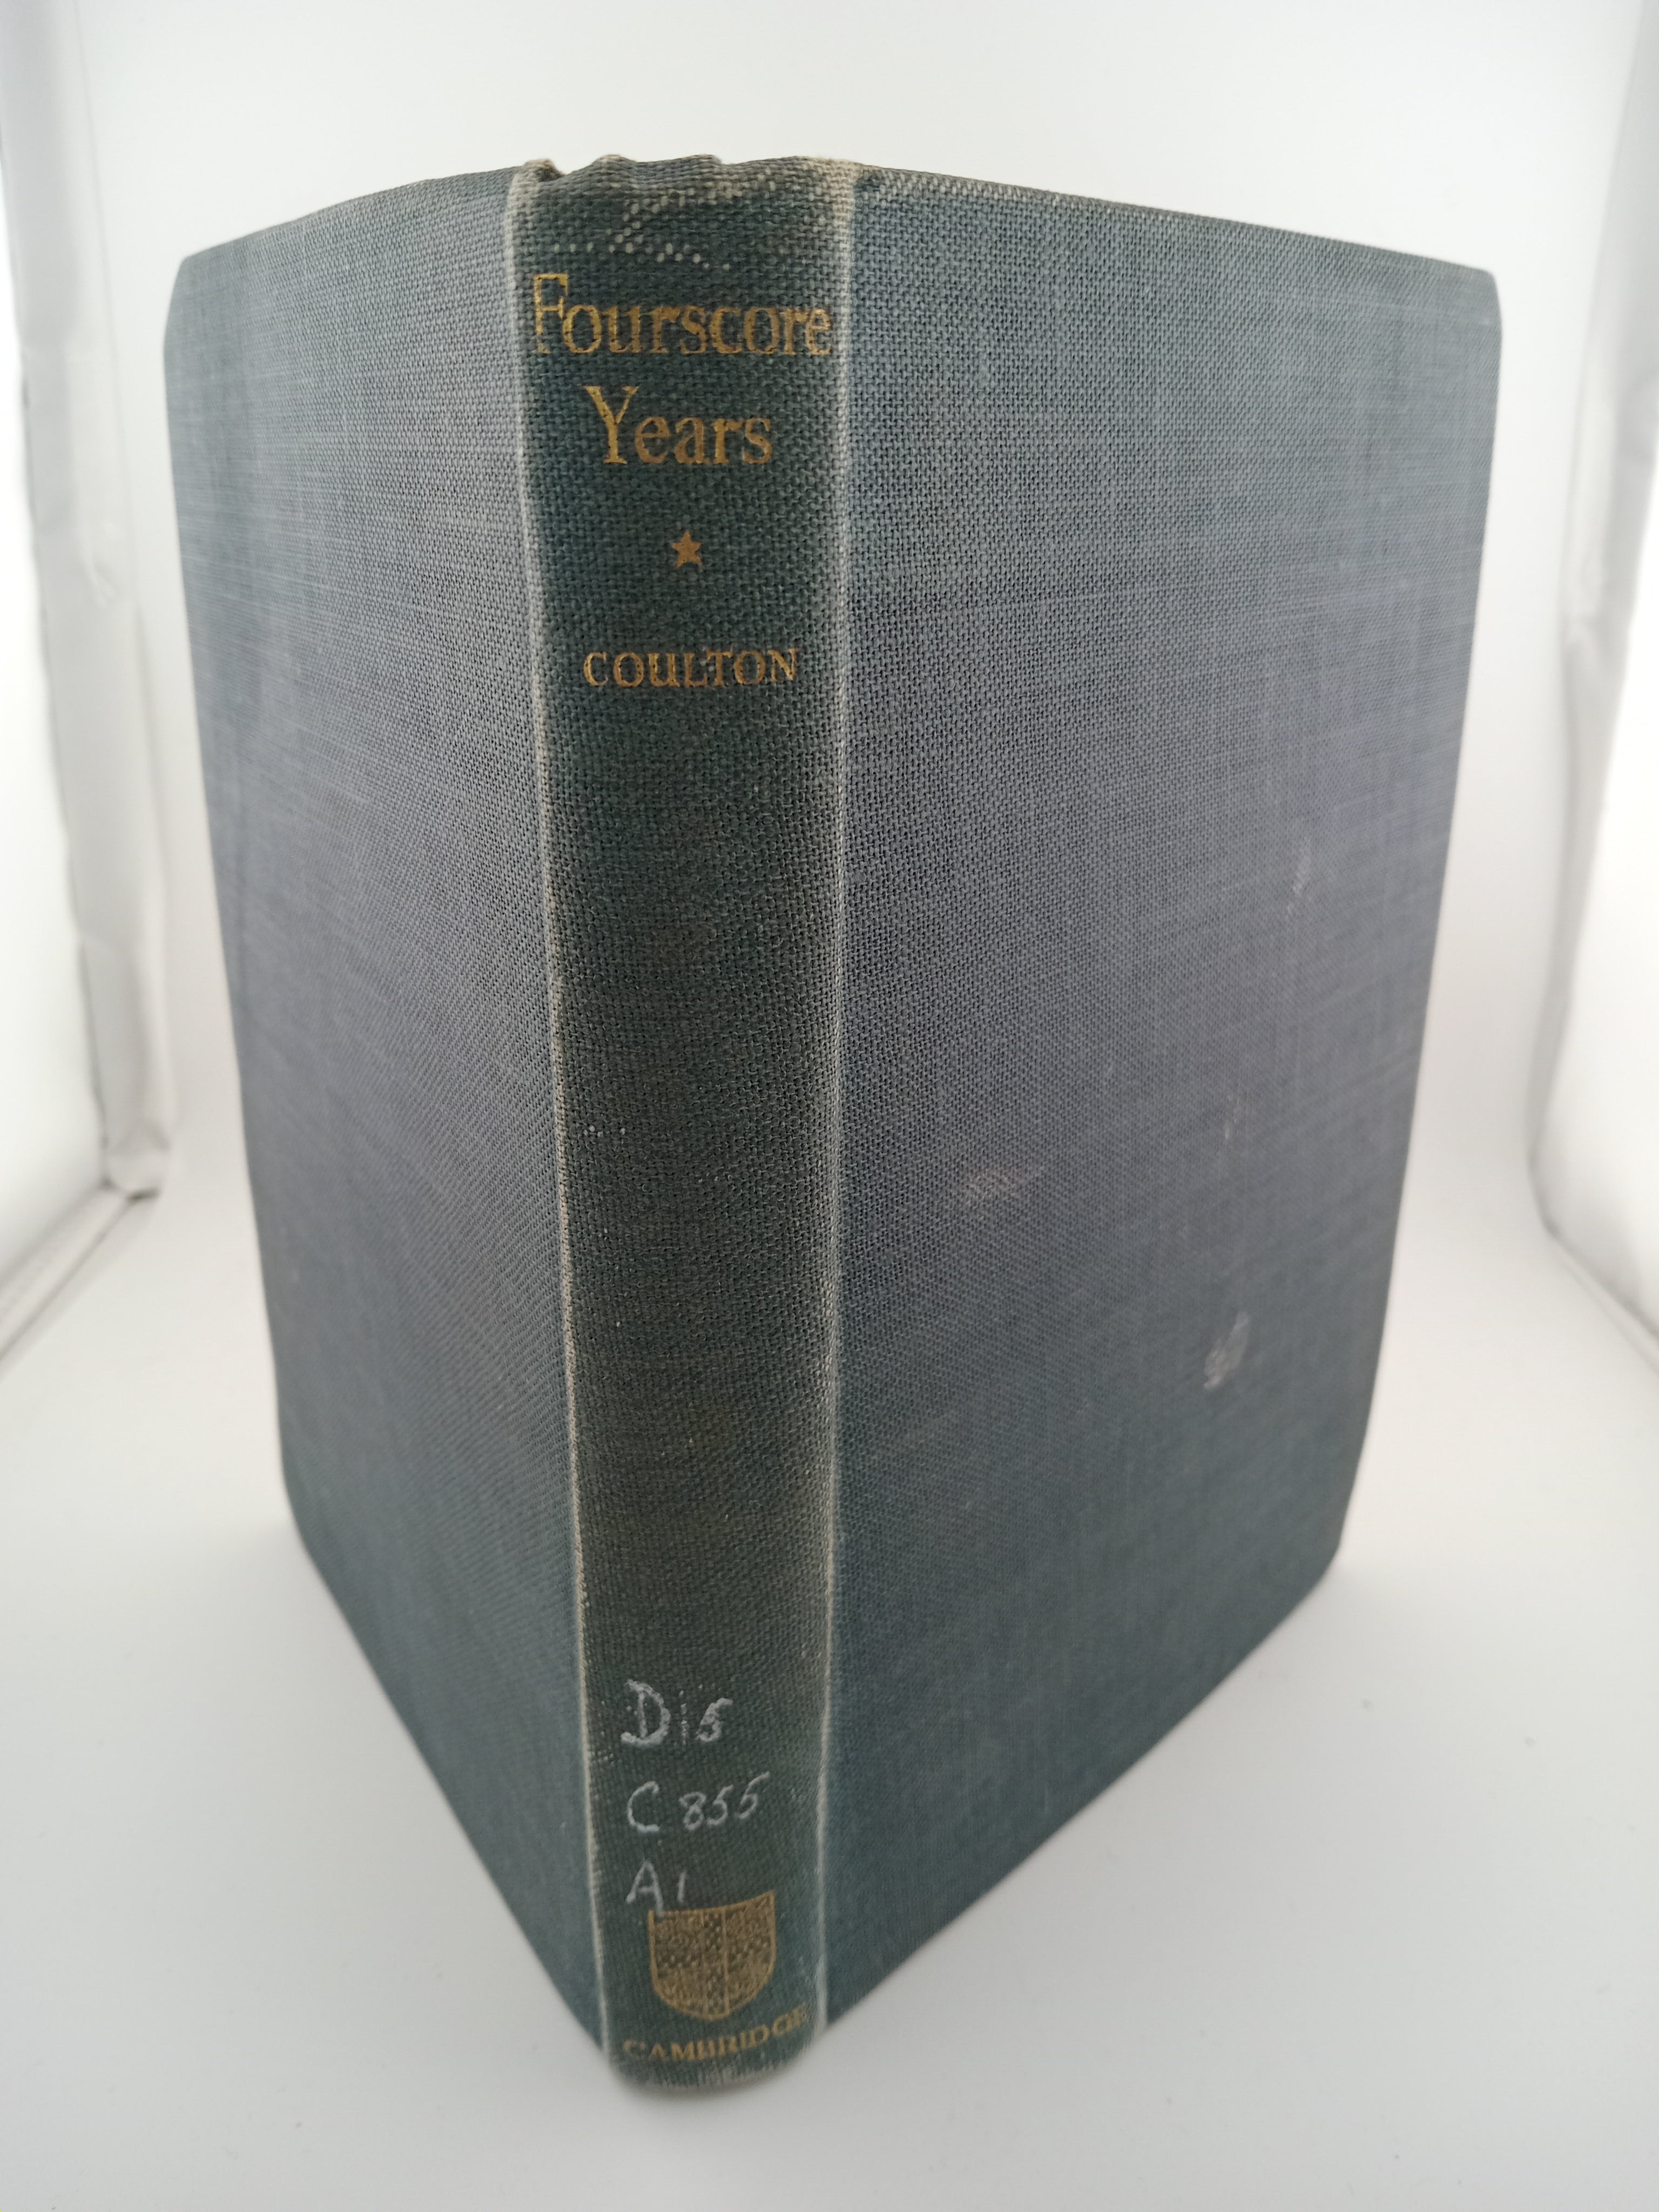 Fourscore
Years
COULTON
D15
C855
A1
CAMBRIDGE